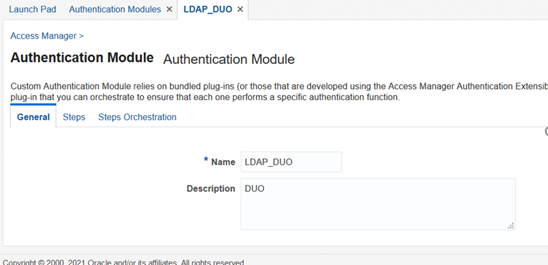 Launch Pad Authentication Modules × LDAP_DUO ×
Access Manager >
Authentication Module Authentication Module
Custom Authentication Module relies on bundled plug-ins (or those that are developed using the Access Manager Authentication Extensib
plug-in that you can orchestrate to ensure that each one performs a specific authentication function.
General Steps Steps Orchestration
* Name LDAP_DUO
Description DUO
Copyright © 2000, 2021 Oracle and/or its affiliates. All rights reserved.